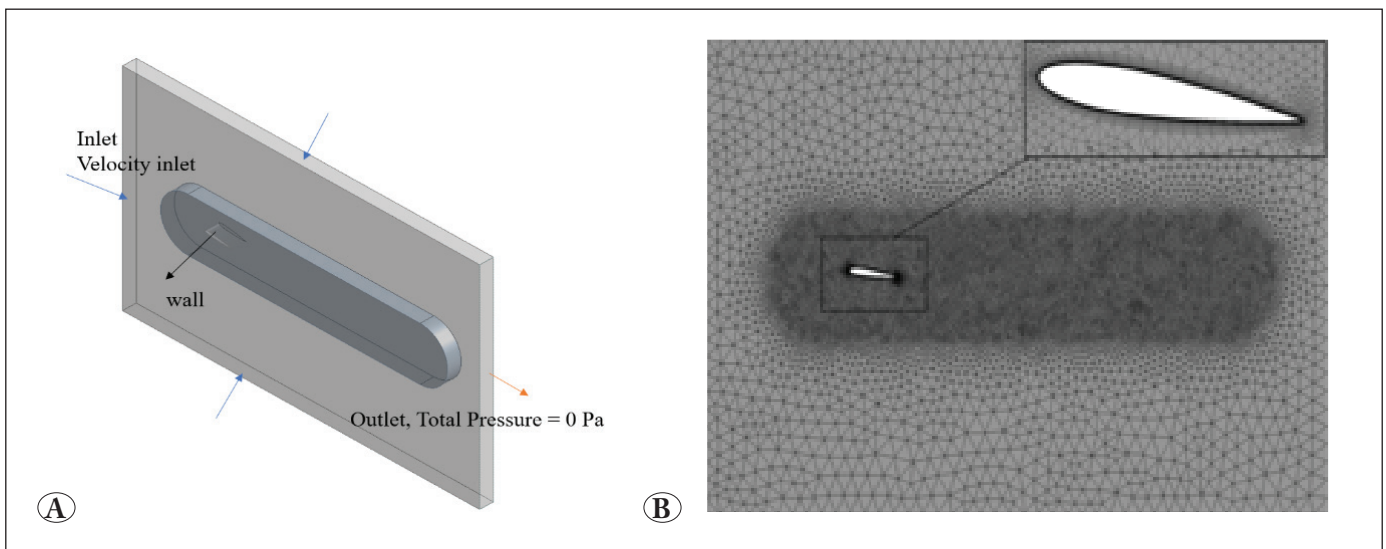 Inlet
Velocity inlet
wall
Outlet, Total Pressure = 0 Pa
A
B